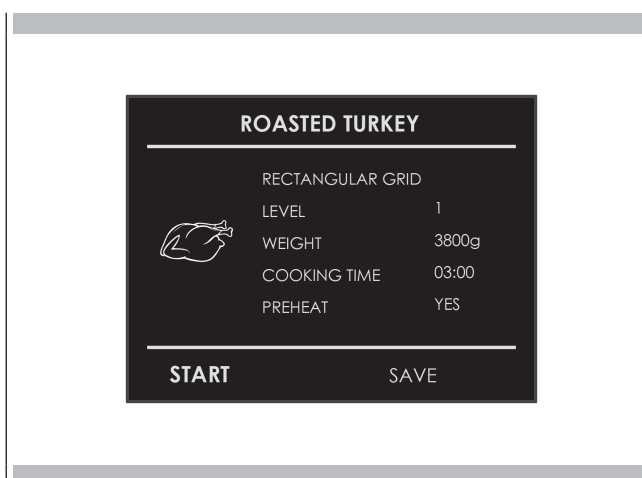 ROASTED TURKEY
RECTANGULAR GRID
LEVEL 1
WEIGHT 3800g
COOKING TIME 03:00
PREHEAT YES
START SAVE